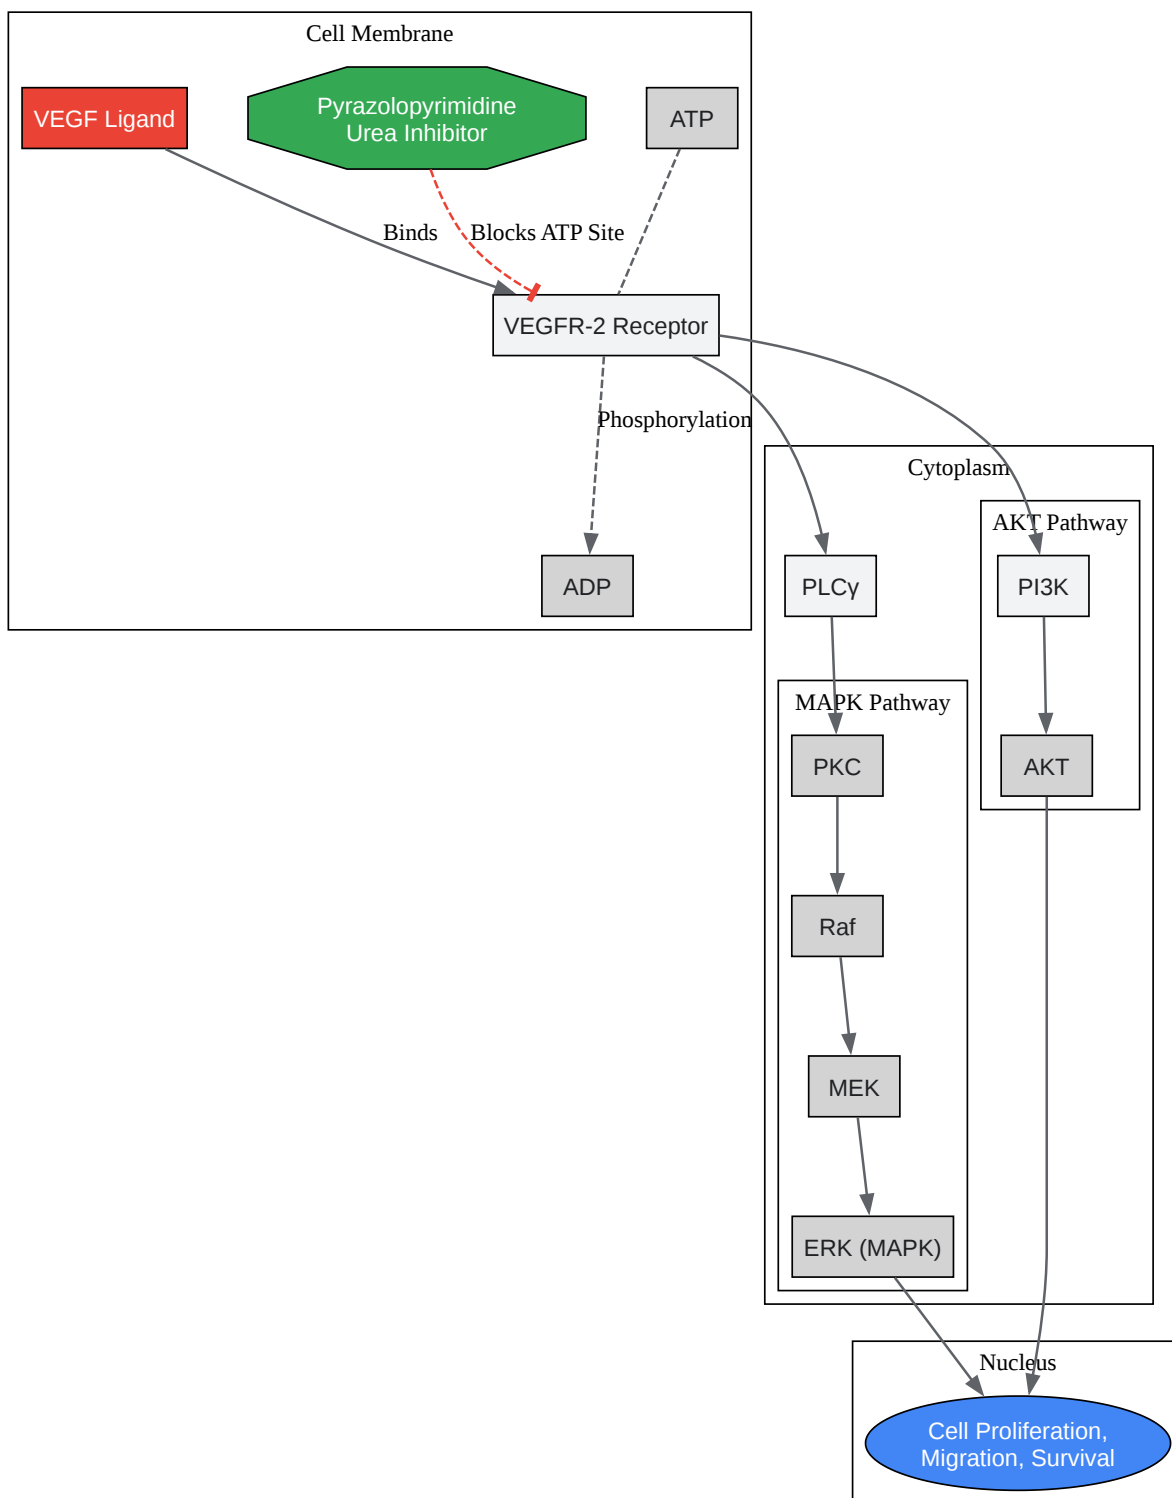 Cell Membrane
VEGF Ligand
Pyrazolopyrimidine
Urea Inhibitor
ATP
Binds
Blocks ATP Site
VEGFR-2 Receptor
Phosphorylation
Cytoplasm
AKT Pathway
ADP
PLCγ
PI3K
MAPK Pathway
PKC
AKT
Raf
MEK
ERK (MAPK)
Nucleus
Cell Proliferation,
Migration, Survival